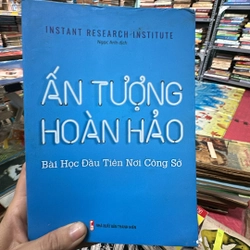 INSTANT RESEARCH INSTITUTE
ẤN TƯỢNG
HOÀN HẢO
Bài Học Đầu Tiên Nơi Công Sở